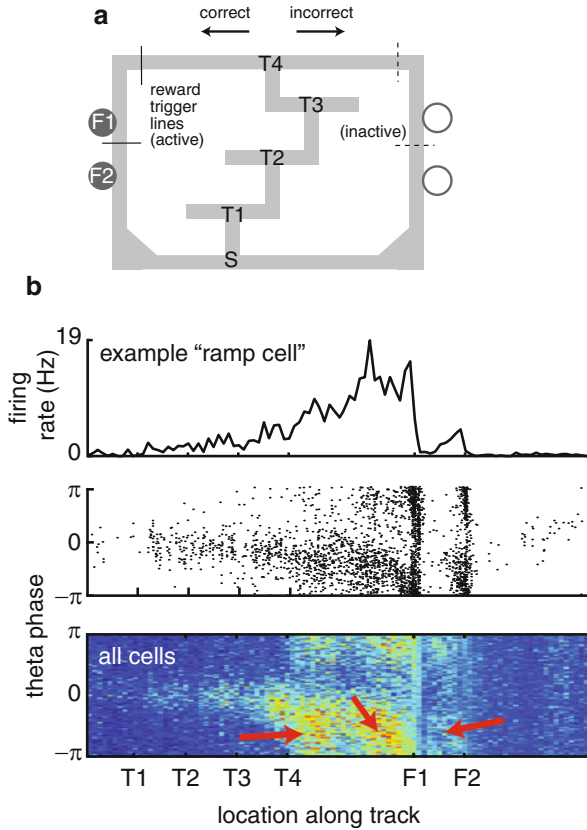 a
correct
incorrect
T4
reward
trigger
lines
(active)
T3
(inactive)
F1
T2
F2
T1
S
b
19
firing
rate (Hz)
0
example “ramp cell”
π
0
−π
theta phase
π
0
−π
all cells
T1 T2 T3 T4 F1 F2
location along track